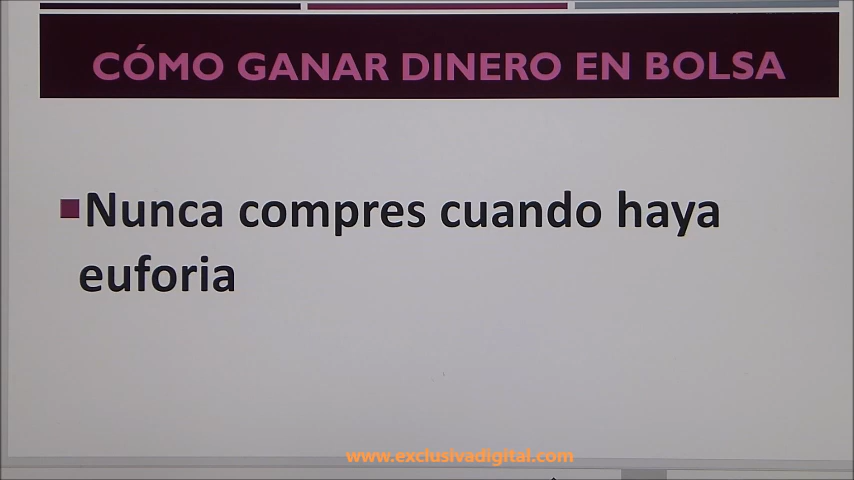 CÓMO GANAR DINERO EN BOLSA
Nunca compres cuando haya
euforia
www.exclusivadigital.com